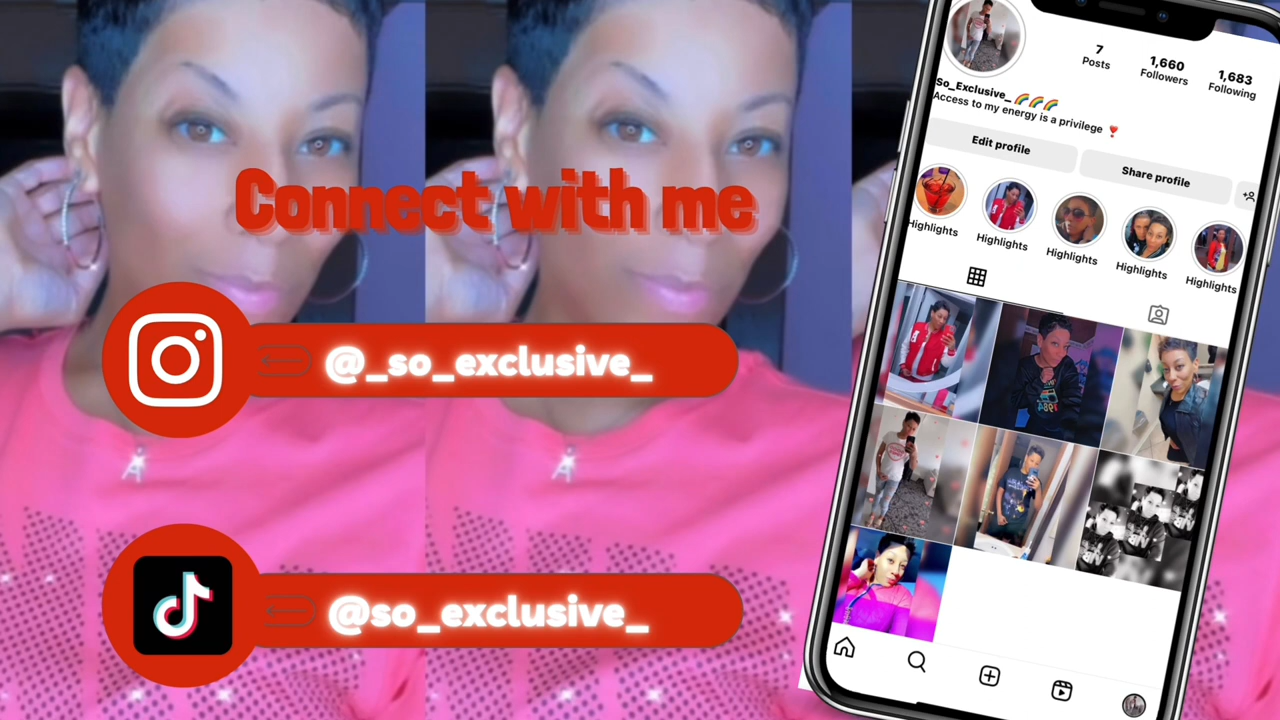 Connect with me
@_so_exclusive_
@so_exclusive_
A
A
7
Posts
1,660
Followers
1,683
Following
So_Exclusive_ 🌈🌈🌈
Access to my energy is a privilege ❣️
Edit profile
Share profile
Highlights
Highlights
Highlights
Highlights
Highlights
1984